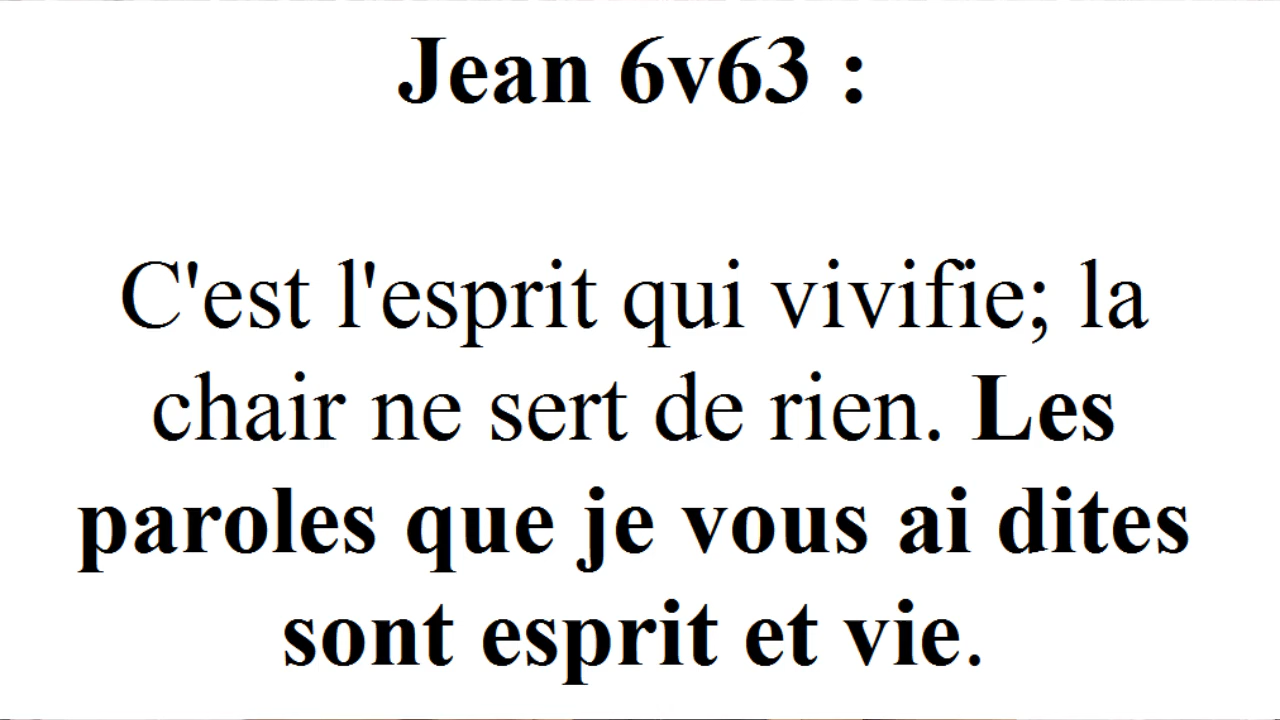 Jean 6v63 :
C'est l'esprit qui vivifie; la
chair ne sert de rien. Les
paroles que je vous ai dites
sont esprit et vie.